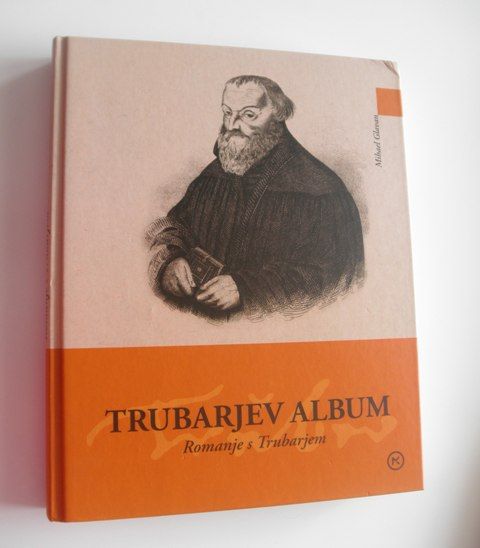 Mihael Glavan
TRUBARJEV ALBUM
Romanje s Trubarjem